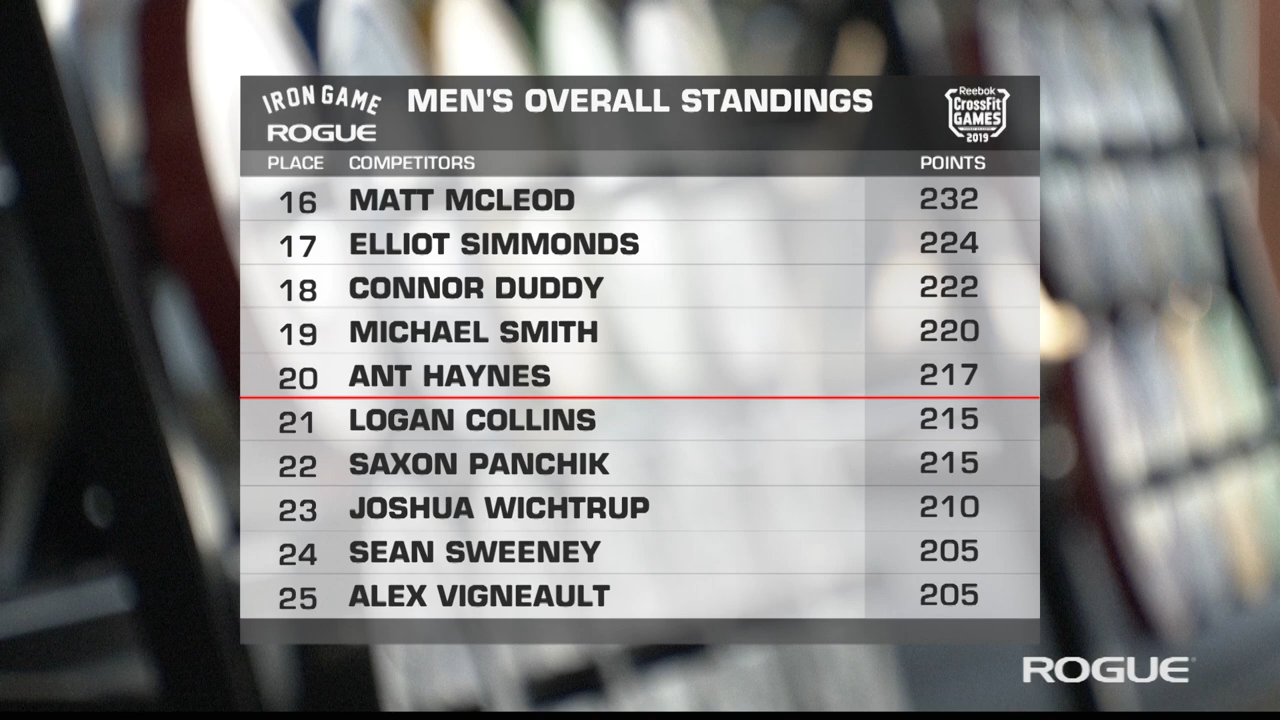 IRON GAME
ROGUE
MEN'S OVERALL STANDINGS
Reebok
CrossFit
GAMES
2019
PLACE COMPETITORS POINTS
16 MATT MCLEOD 232
17 ELLIOT SIMMONDS 224
18 CONNOR DUDDY 222
19 MICHAEL SMITH 220
20 ANT HAYNES 217
21 LOGAN COLLINS 215
22 SAXON PANCHIK 215
23 JOSHUA WICHTRUP 210
24 SEAN SWEENEY 205
25 ALEX VIGNEAULT 205
ROGUE